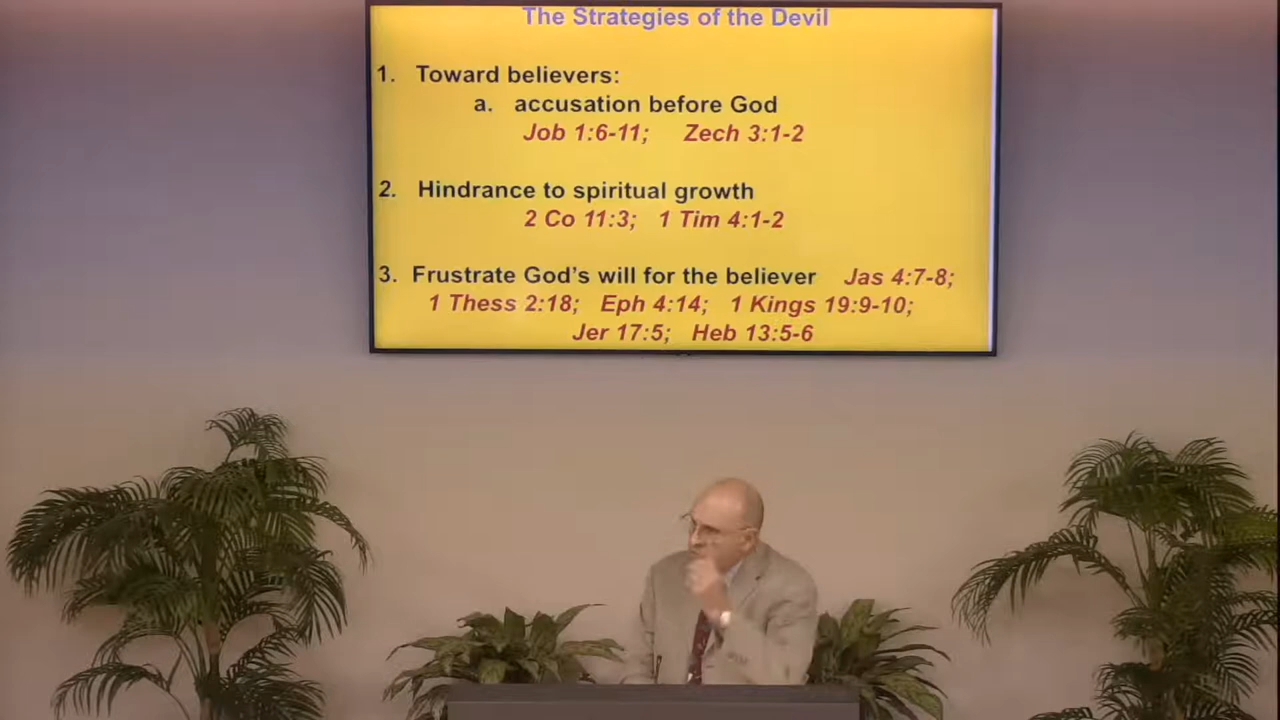 The Strategies of the Devil
1. Toward believers:
a. accusation before God
Job 1:6-11; Zech 3:1-2
2. Hindrance to spiritual growth
2 Co 11:3; 1 Tim 4:1-2
3. Frustrate God's will for the believer Jas 4:7-8;
1 Thess 2:18; Eph 4:14; 1 Kings 19:9-10;
Jer 17:5; Heb 13:5-6